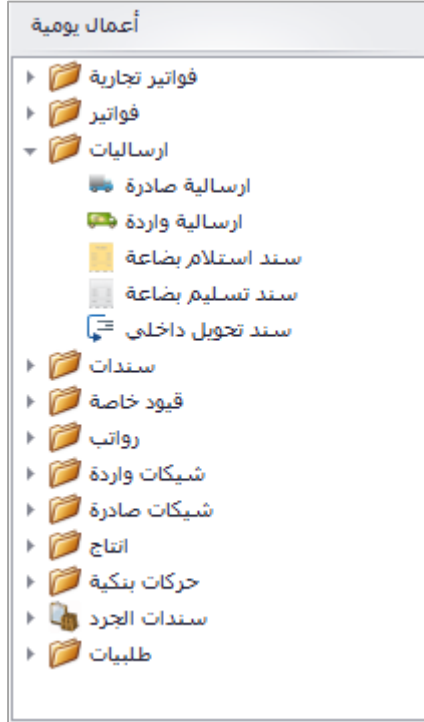 أعمال يومية
فواتير تجارية
فواتير
ارساليات
ارسالية صادرة
ارسالية واردة
سند استلام بضاعة
سند تسليم بضاعة
سند تحويل داخلي
سندات
قيود خاصة
رواتب
شيكات واردة
شيكات صادرة
انتاج
حركات بنكية
سندات الجرد
طلبيات